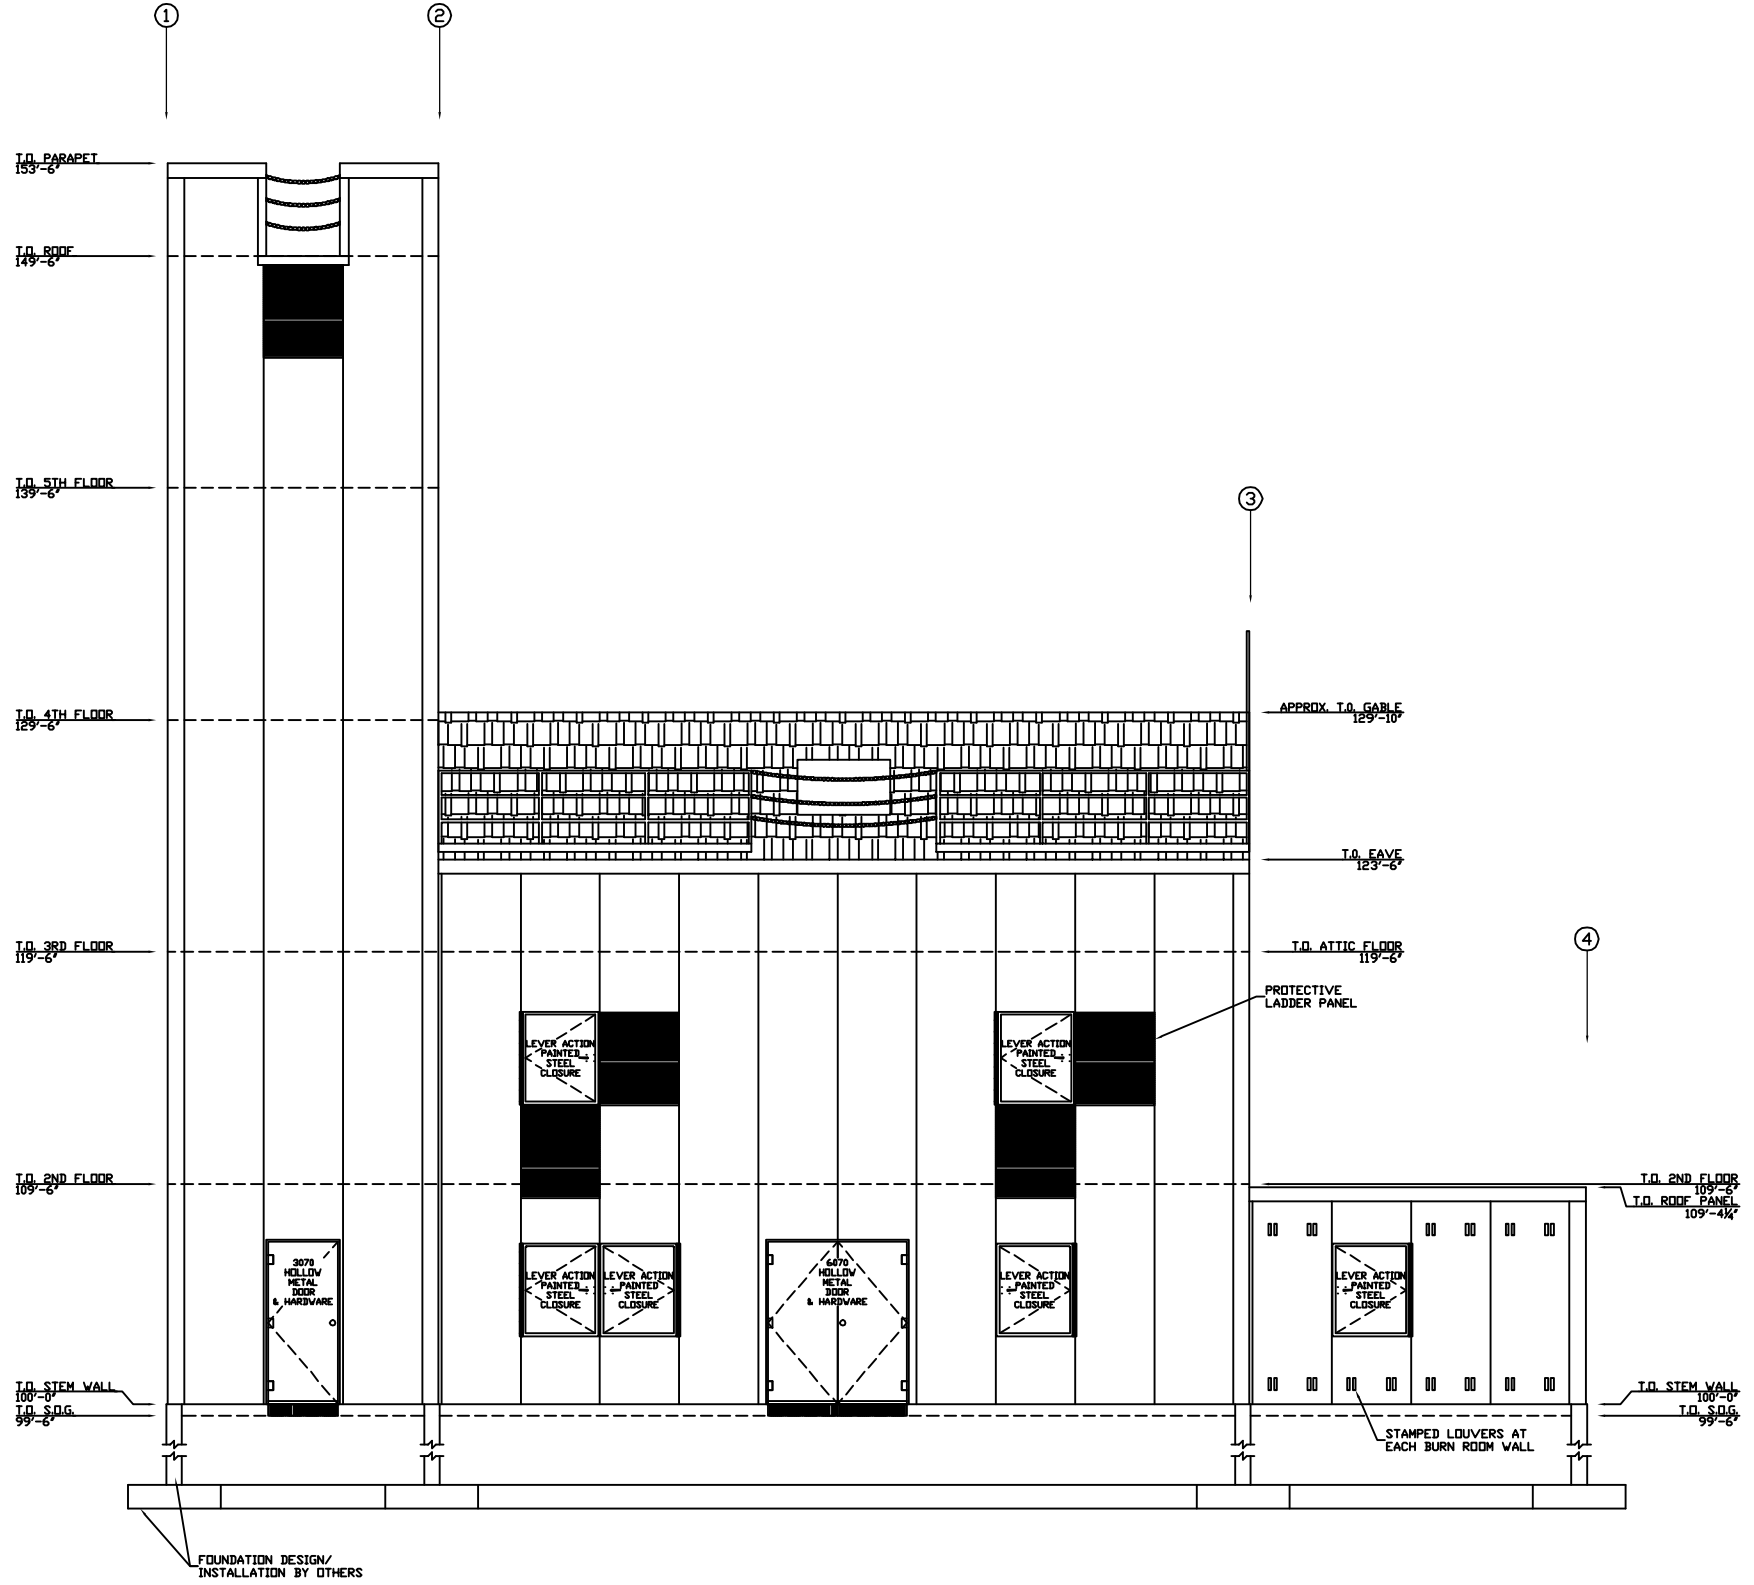 1
2
T.O. PARAPET
153'-6"
T.O. ROOF
149'-6"
T.O. 5TH FLOOR
139'-6"
3
T.O. 4TH FLOOR
129'-6"
APPROX. T.O. GABLE
129'-10"
T.O. EAVE
123'-6"
4
T.O. 3RD FLOOR
119'-6"
T.O. ATTIC FLOOR
119'-6"
PROTECTIVE
LADDER PANEL
LEVER ACTION
PAINTED
STEEL
CLOSURE
LEVER ACTION
PAINTED
STEEL
CLOSURE
T.O. 2ND FLOOR
109'-6"
T.O. 2ND FLOOR
109'-6"
T.O. ROOF PANEL
109'-4¼"
3070
HOLLOW
METAL
DOOR
& HARDWARE
LEVER ACTION
PAINTED
STEEL
CLOSURE
LEVER ACTION
PAINTED
STEEL
CLOSURE
6070
HOLLOW
METAL
DOOR
& HARDWARE
LEVER ACTION
PAINTED
STEEL
CLOSURE
LEVER ACTION
PAINTED
STEEL
CLOSURE
T.O. STEM WALL
100'-0"
T.O. S.O.G.
99'-6"
T.O. STEM WALL
100'-0"
T.O. S.O.G.
99'-6"
STAMPED LOUVERS AT
EACH BURN ROOM WALL
FOUNDATION DESIGN/
INSTALLATION BY OTHERS